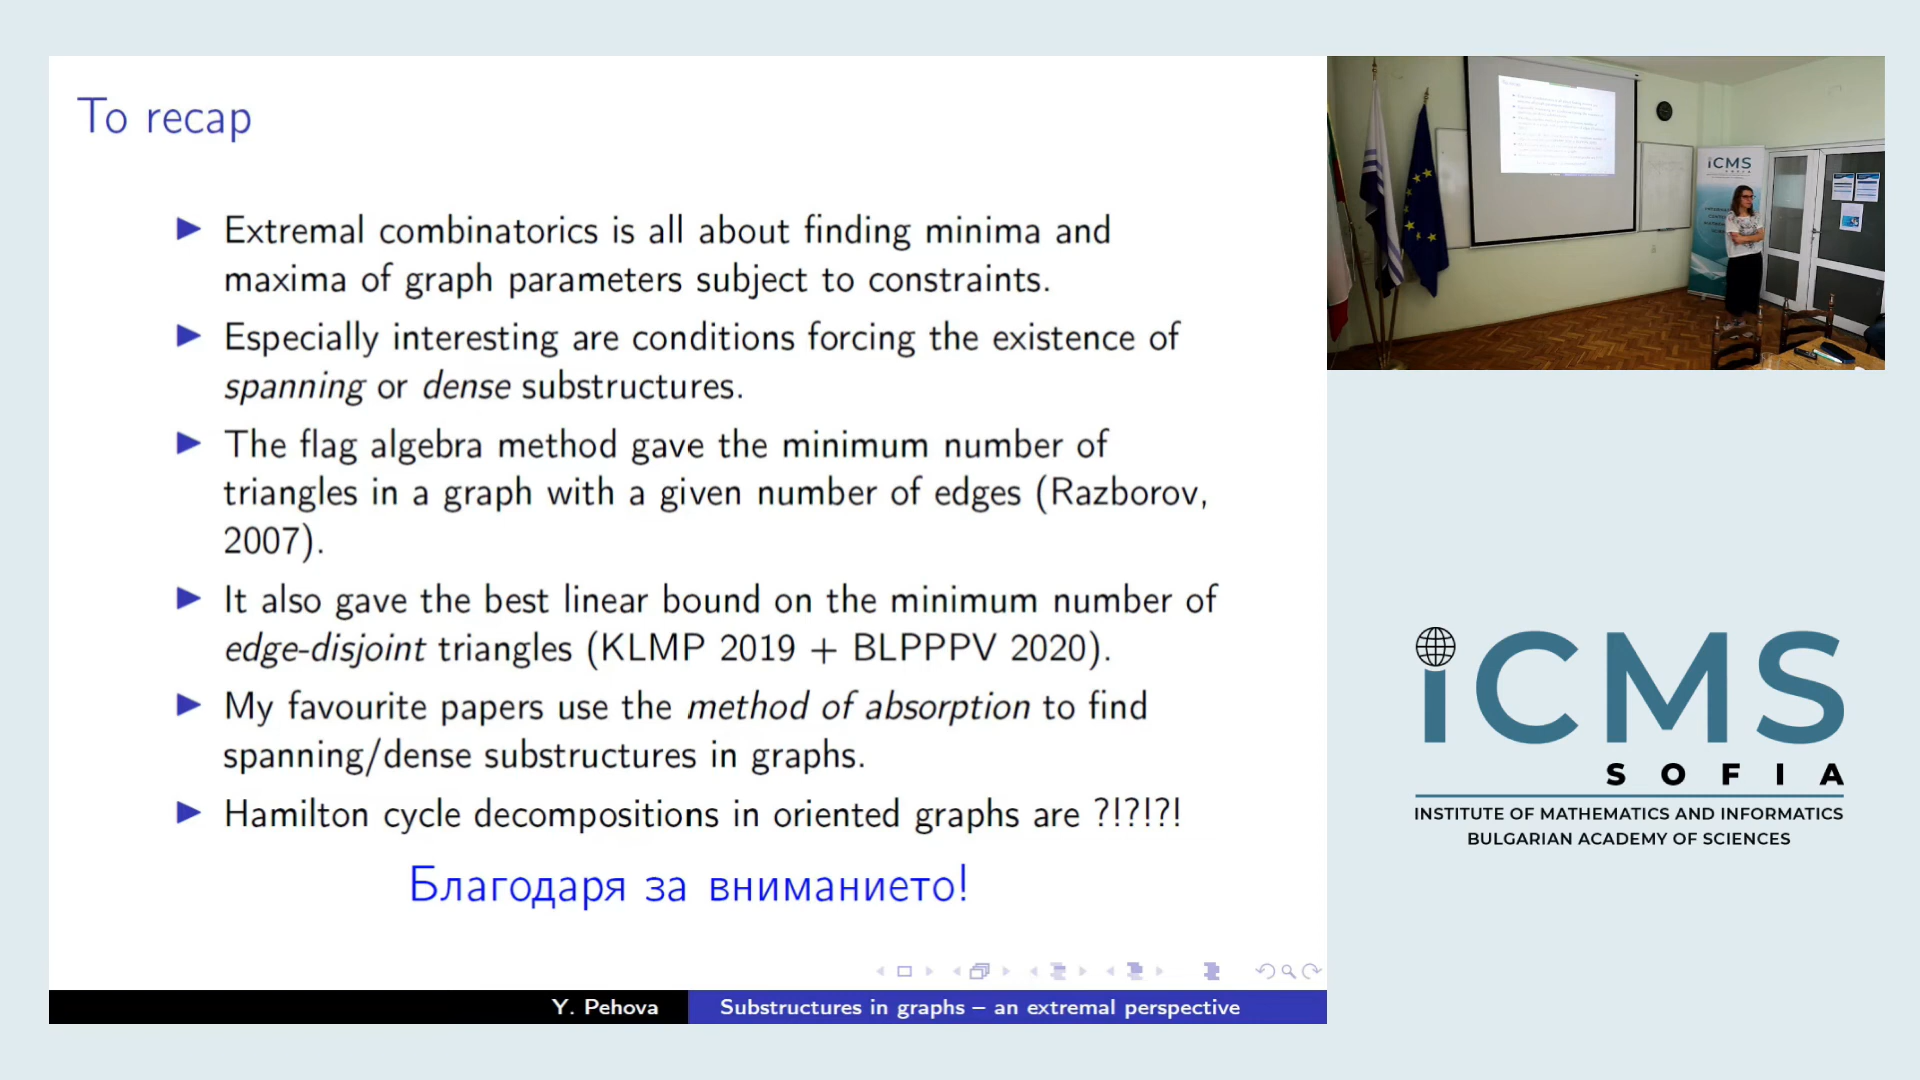 To recap
Extremal combinatorics is all about finding minima and
maxima of graph parameters subject to constraints.
Especially interesting are conditions forcing the existence of
spanning or dense substructures.
The flag algebra method gave the minimum number of
triangles in a graph with a given number of edges (Razborov,
2007).
It also gave the best linear bound on the minimum number of
edge-disjoint triangles (KLMP 2019 + BLPPPV 2020).
My favourite papers use the method of absorption to find
spanning/dense substructures in graphs.
Hamilton cycle decompositions in oriented graphs are ?!?!?!
Благодаря за вниманието!
Y. Pehova
Substructures in graphs – an extremal perspective
iCMS
iCMS
SOFIA
INSTITUTE OF MATHEMATICS AND INFORMATICS
BULGARIAN ACADEMY OF SCIENCES